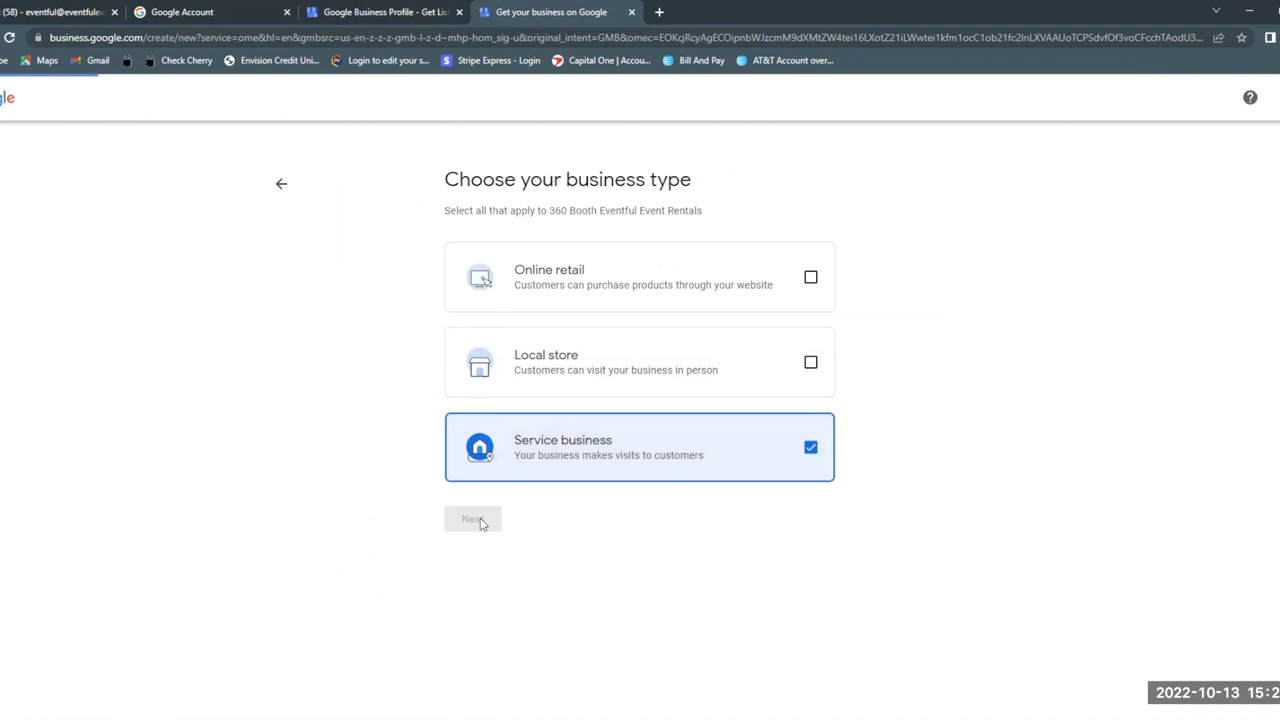 (58) - eventful@eventfulev
Google Account
Google Business Profile - Get Lis
Get your business on Google
business.google.com/create/new?service=ome&hl=en&gmbsrc=us-en-z-z-z-gmb-l-z-d~mhp-hom_sig-u&original_intent=GMB&omec=
Maps
Gmail
Check Cherry
Envision Credit Uni...
Login to edit your s...
Stripe Express - Login
Capital One | Accou...
Bill And Pay
AT&T Account over...
gle
Choose your business type
Select all that apply to 360 Booth Eventful Event Rentals
Online retail
Customers can purchase products through your website
Local store
Customers can visit your business in person
Service business
Your business makes visits to customers
Next
2022-10-13 15:2